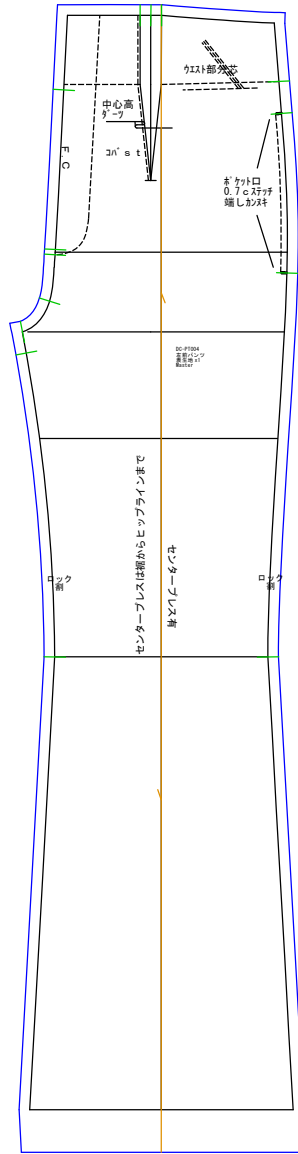 ウエスト部分芯
中心高
ダーツ
コバst
F.C
ポケット口
0.7cステッチ
端しカンヌキ
DC-PT004
左前パンツ
表生地 x1
Master
センタープレスは裾からヒップラインまで
センタープレス有
ロック
割
ロック
割